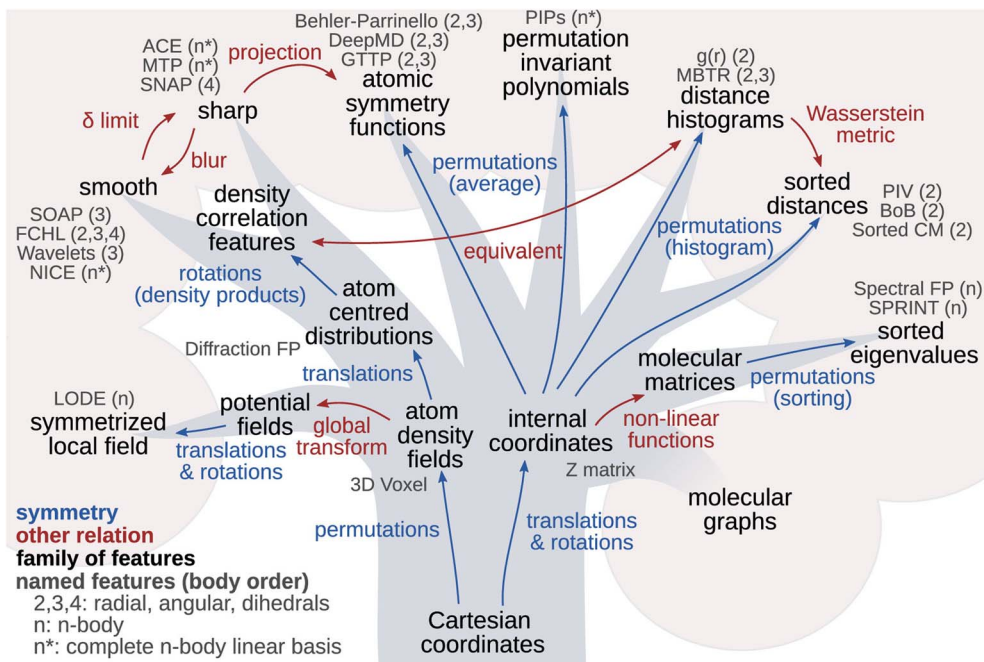 Behler-Parrinello (2,3)
DeepMD (2,3)
GTTP (2,3)
atomic
symmetry
functions
PIPs (n*)
permutation
invariant
polynomials
ACE (n*)
MTP (n*)
SNAP (4)
sharp
projection
g(r) (2)
MBTR (2,3)
distance
histograms
Wasserstein
metric
δ limit
blur
smooth
SOAP (3)
FCHL (2,3,4)
Wavelets (3)
NICE (n*)
density
correlation
features
permutations
(average)
equivalent
permutations
(histogram)
sorted
distances
PIV (2)
BoB (2)
Sorted CM (2)
rotations
(density products)
atom
centred
distributions
Diffraction FP
translations
Spectral FP (n)
SPRINT (n)
sorted
eigenvalues
molecular
matrices
permutations
(sorting)
LODE (n)
symmetrized
local field
potential
fields
translations
& rotations
global
transform
atom
density
fields
3D Voxel
internal
coordinates
non-linear
functions
Z matrix
molecular
graphs
permutations
translations
& rotations
Cartesian
coordinates
symmetry
other relation
family of features
named features (body order)
2,3,4: radial, angular, dihedrals
n: n-body
n*: complete n-body linear basis